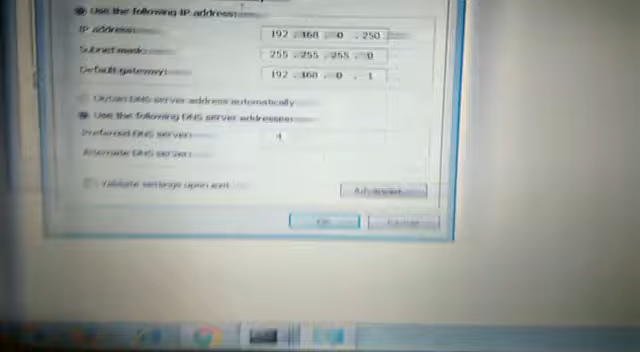 Use the following IP address:
IP address: 192 . 168 . 0 . 250
Subnet mask: 255 . 255 . 255 . 0
Default gateway: 192 . 168 . 0 . 1
Obtain DNS server address automatically
Use the following DNS server addresses:
Preferred DNS server:
Alternate DNS server:
Validate settings upon exit
Advanced...
OK Cancel